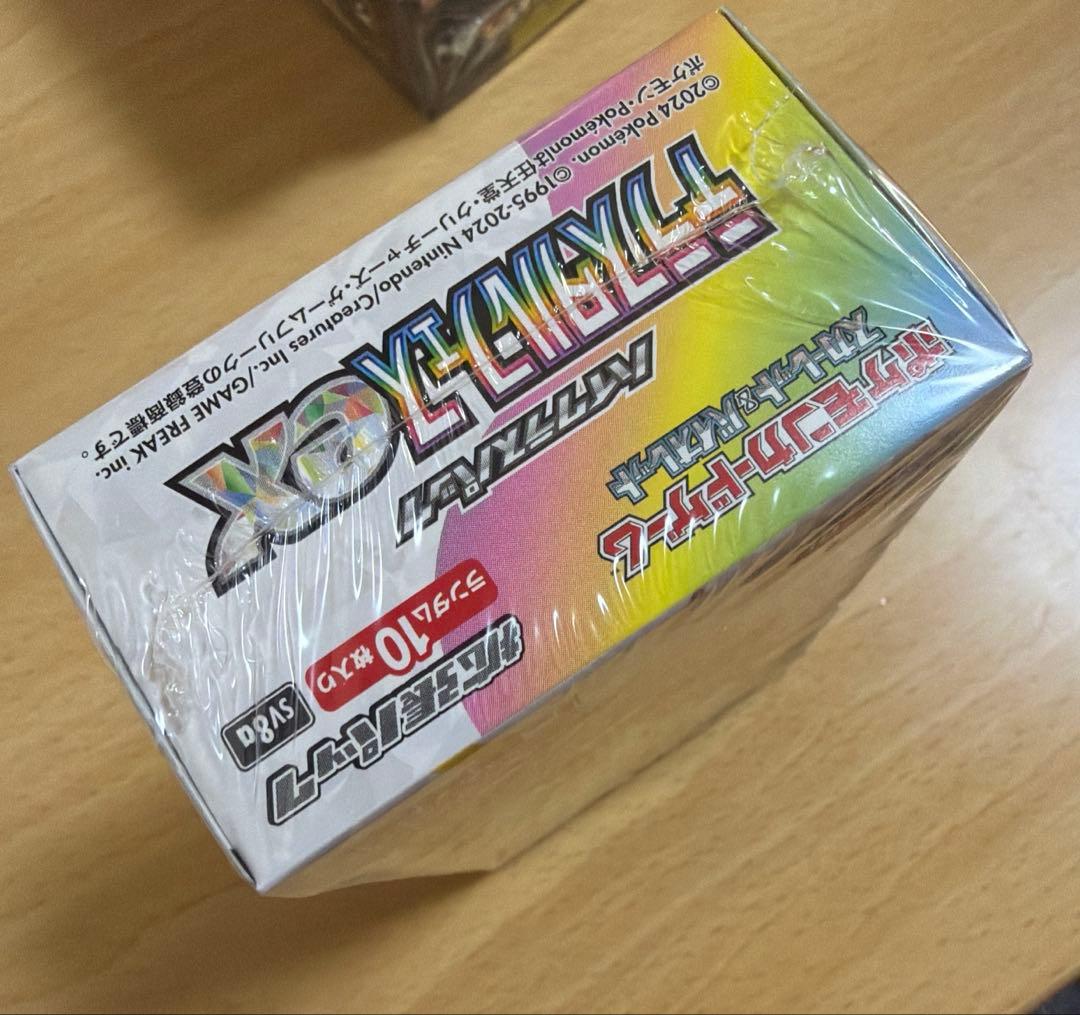 拡張パック
sv8a
ランダム10枚入り
ポケモンカードゲーム
スカーレット&バイオレット
ハイクラスパック
テラスタルフェス
ex
©2024 Pokémon. ©1995-2024 Nintendo/Creatures Inc./GAME FREAK inc.
ポケモン・Pokémonは任天堂・クリーチャーズ・ゲームフリークの登録商標です。